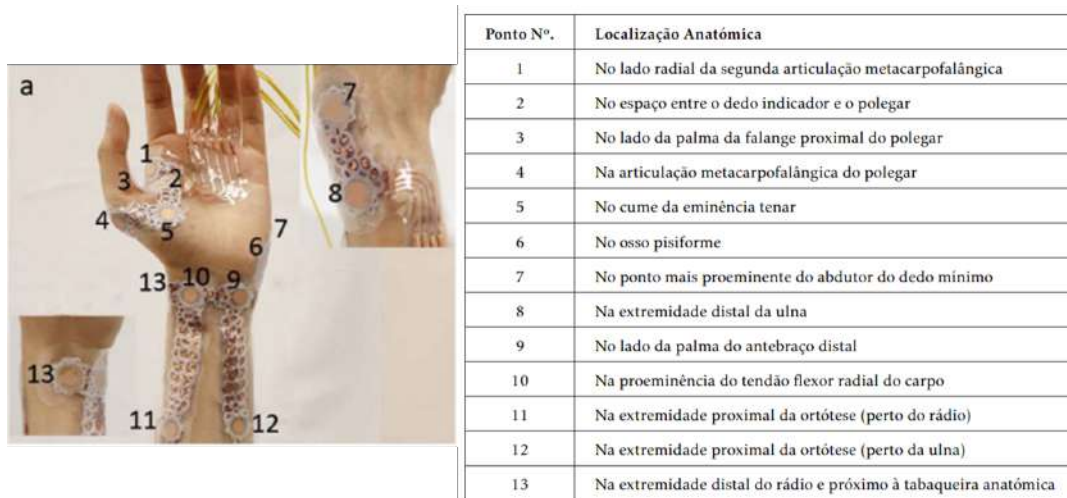 a
7
8
1
2
3
4
5
7
6
13
10
9
13
11
12
Ponto Nº. Localização Anatómica
1 No lado radial da segunda articulação metacarpofalângica
2 No espaço entre o dedo indicador e o polegar
3 No lado da palma da falange proximal do polegar
4 Na articulação metacarpofalângica do polegar
5 No cume da eminência tenar
6 No osso pisiforme
7 No ponto mais proeminente do abdutor do dedo mínimo
8 Na extremidade distal da ulna
9 No lado da palma do antebraço distal
10 Na proeminência do tendão flexor radial do carpo
11 Na extremidade proximal da ortótese (perto do rádio)
12 Na extremidade proximal da ortótese (perto da ulna)
13 Na extremidade distal do rádio e próximo à tabaqueira anatómica